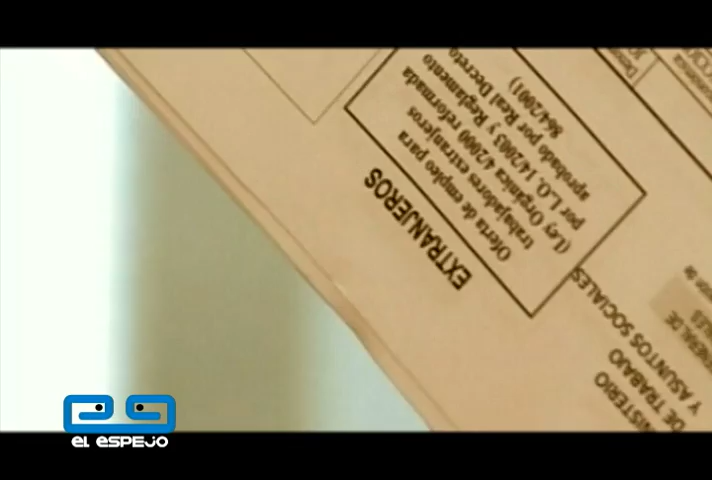 MINISTERIO
DE TRABAJO
Y ASUNTOS SOCIALES
EXTRANJEROS
Oferta de empleo para
trabajadores extranjeros
(Ley Orgánica 4/2000 reformada
por L.O. 14/2003 y Reglamento
aprobado por Real Decreto
864/2001)
EL ESPEJO